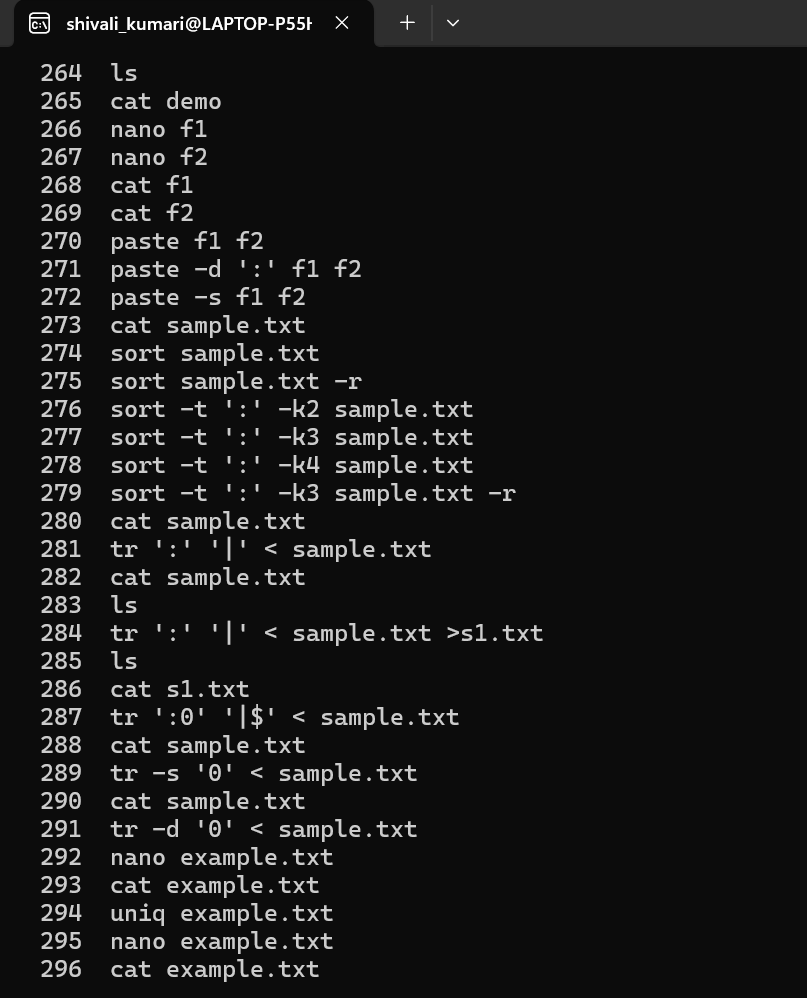 shivali_kumari@LAPTOP-P55
264 ls
265 cat demo
266 nano f1
267 nano f2
268 cat f1
269 cat f2
270 paste f1 f2
271 paste -d ':' f1 f2
272 paste -s f1 f2
273 cat sample.txt
274 sort sample.txt
275 sort sample.txt -r
276 sort -t ':' -k2 sample.txt
277 sort -t ':' -k3 sample.txt
278 sort -t ':' -k4 sample.txt
279 sort -t ':' -k3 sample.txt -r
280 cat sample.txt
281 tr ':' '|' < sample.txt
282 cat sample.txt
283 ls
284 tr ':' '|' < sample.txt >s1.txt
285 ls
286 cat s1.txt
287 tr ':0' '|$' < sample.txt
288 cat sample.txt
289 tr -s '0' < sample.txt
290 cat sample.txt
291 tr -d '0' < sample.txt
292 nano example.txt
293 cat example.txt
294 uniq example.txt
295 nano example.txt
296 cat example.txt